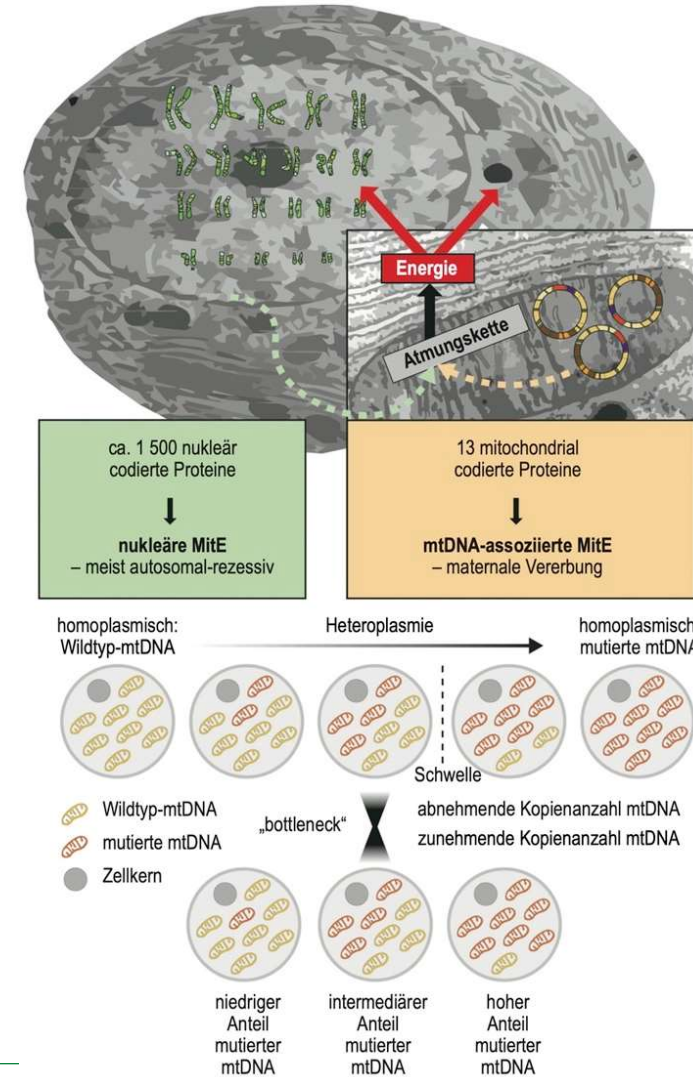 Energie
Atmungskette
ca. 1 500 nukleär
codierte Proteine
nukleäre MitE
– meist autosomal-rezessiv
13 mitochondrial
codierte Proteine
mtDNA-assoziierte MitE
– maternale Vererbung
homoplasmisch:
Wildtyp-mtDNA
Heteroplasmie
homoplasmisch
mutierte mtDNA
Schwelle
Wildtyp-mtDNA
mutierte mtDNA
Zellkern
„bottleneck“
abnehmende Kopienanzahl mtDNA
zunehmende Kopienanzahl mtDNA
niedriger
Anteil
mutierter
mtDNA
intermediärer
Anteil
mutierter
mtDNA
hoher
Anteil
mutierter
mtDNA